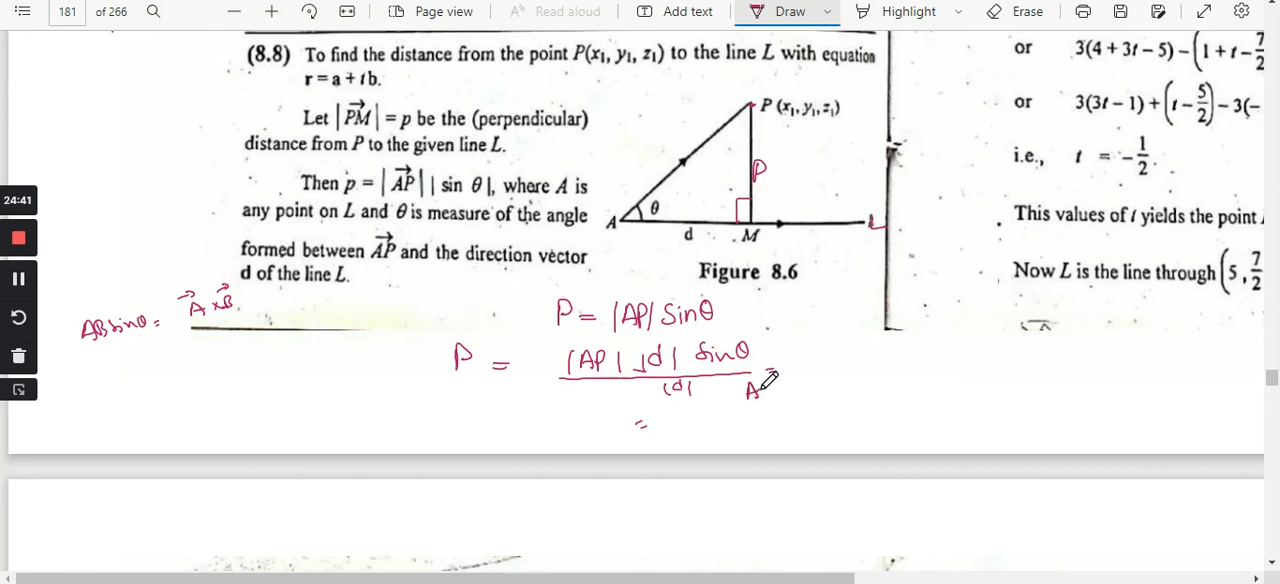 181 of 266 Page view Read aloud Add text Draw Highlight Erase
(8.8) To find the distance from the point P(x₁, y₁, z₁) to the line L with equation
r = a + t b.
Let |PM⃗| = p be the (perpendicular)
distance from P to the given line L.
Then p = |AP⃗| | sin θ|, where A is
any point on L and θ is measure of the angle
formed between AP⃗ and the direction vector
d of the line L.
P (x₁, y₁, z₁)
P
θ
A
L
d
M
Figure 8.6
24:41
AB sinθ = A⃗ × B⃗
P = |AP| Sinθ
P = |AP| |d| Sinθ
|d|
A
=
or 3(4 + 3t − 5) − (1 + t − 7/2
or 3(3t − 1) + (t − 5/2) − 3(−
i.e., t = −1/2.
This values of t yields the point
Now L is the line through (5, 7/2